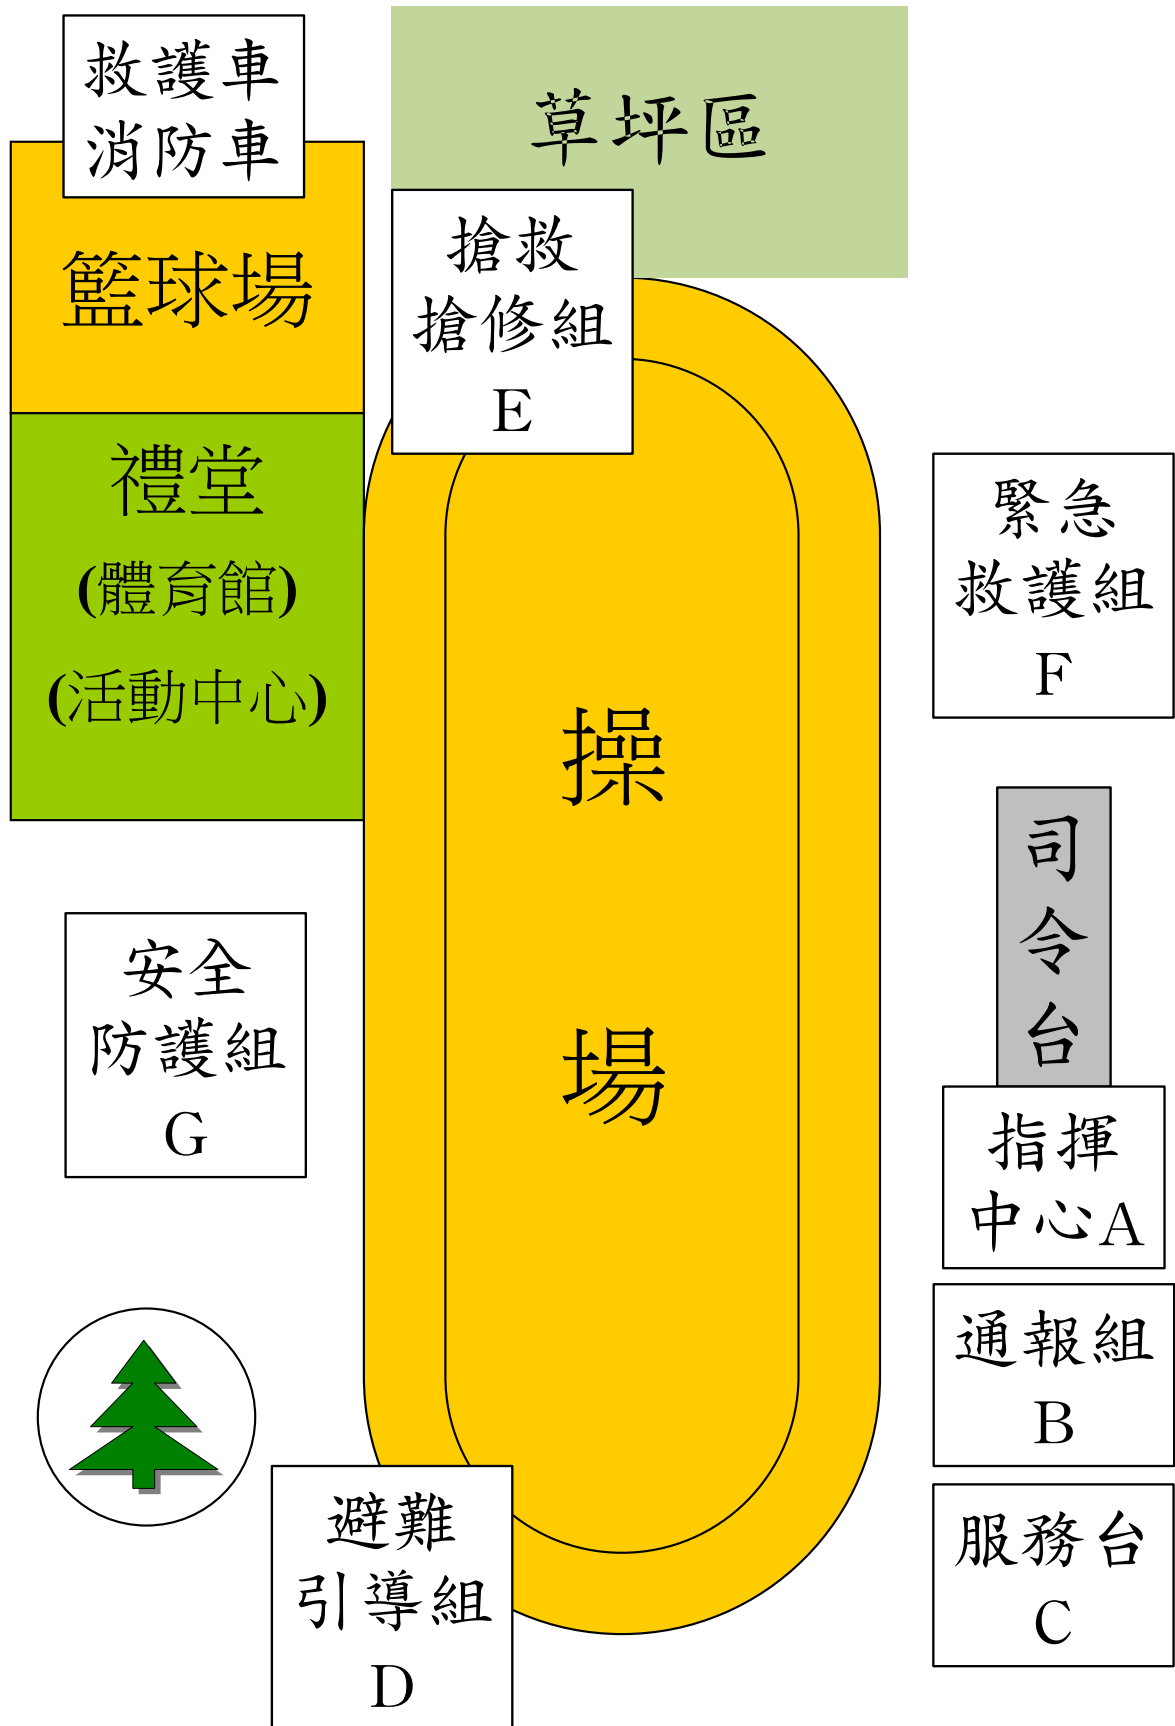 救護車
消防車
草坪區
籃球場
搶救
搶修組
E
禮堂
(體育館)
(活動中心)
緊急
救護組
F
操
場
司
令
台
安全
防護組
G
指揮
中心A
通報組
B
避難
引導組
D
服務台
C